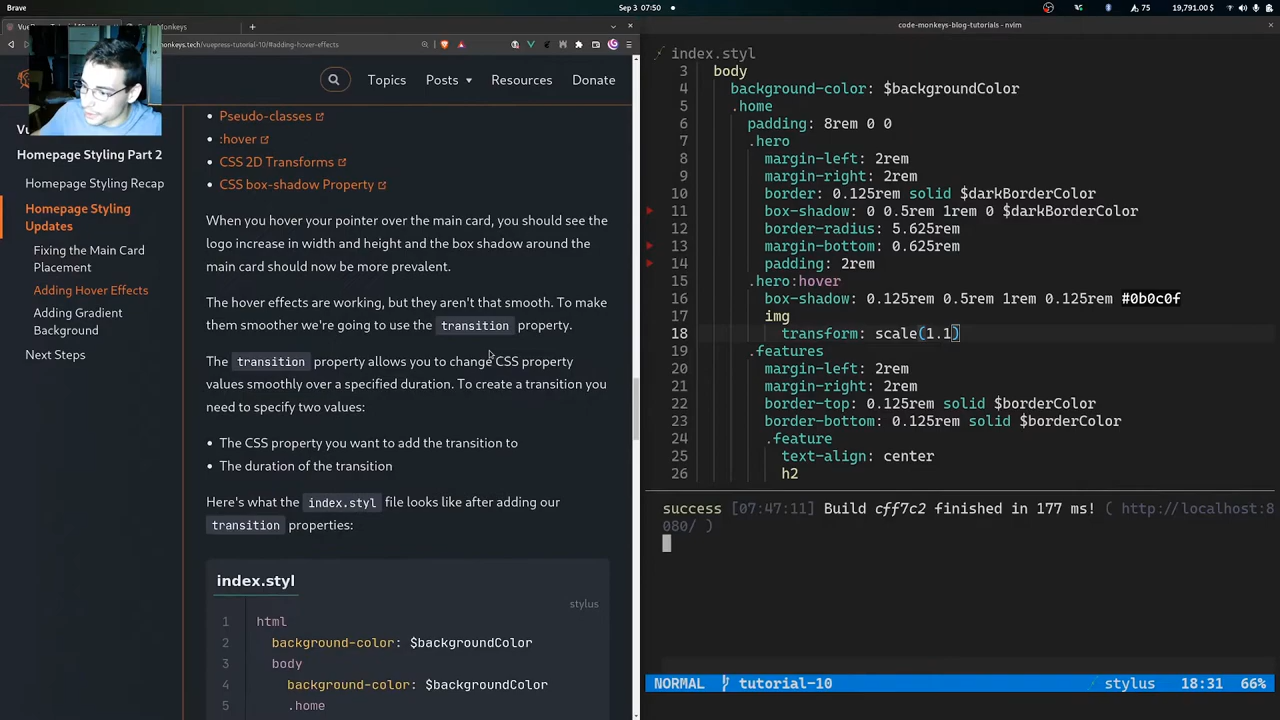 Brave
Sep 3 07:50
75
19,791.00
code-monkeys-blog-tutorials - nvim
monkeys.tech/vuepress-tutorial-10/#adding-hover-effects
Topics
Posts
Resources
Donate
Homepage Styling Part 2
Homepage Styling Recap
Homepage Styling
Updates
Fixing the Main Card
Placement
Adding Hover Effects
Adding Gradient
Background
Next Steps
Pseudo-classes
:hover
CSS 2D Transforms
CSS box-shadow Property
When you hover your pointer over the main card, you should see the
logo increase in width and height and the box shadow around the
main card should now be more prevalent.
The hover effects are working, but they aren't that smooth. To make
them smoother we're going to use the transition property.
The transition property allows you to change CSS property
values smoothly over a specified duration. To create a transition you
need to specify two values:
• The CSS property you want to add the transition to
• The duration of the transition
Here's what the index.styl file looks like after adding our
transition properties:
index.styl
stylus
1 html
2 background-color: $backgroundColor
3 body
4 background-color: $backgroundColor
5 .home
index.styl
3 body
4 background-color: $backgroundColor
5 .home
6 padding: 8rem 0 0
7 .hero
8 margin-left: 2rem
9 margin-right: 2rem
10 border: 0.125rem solid $darkBorderColor
11 box-shadow: 0 0.5rem 1rem 0 $darkBorderColor
12 border-radius: 5.625rem
13 margin-bottom: 0.625rem
14 padding: 2rem
15 .hero:hover
16 box-shadow: 0.125rem 0.5rem 1rem 0.125rem #0b0c0f
17 img
18 transform: scale(1.1)
19 .features
20 margin-left: 2rem
21 margin-right: 2rem
22 border-top: 0.125rem solid $borderColor
23 border-bottom: 0.125rem solid $borderColor
24 .feature
25 text-align: center
26 h2
success [07:47:11] Build cff7c2 finished in 177 ms! ( http://localhost:8
080/ )
NORMAL tutorial-10 stylus 18:31 66%